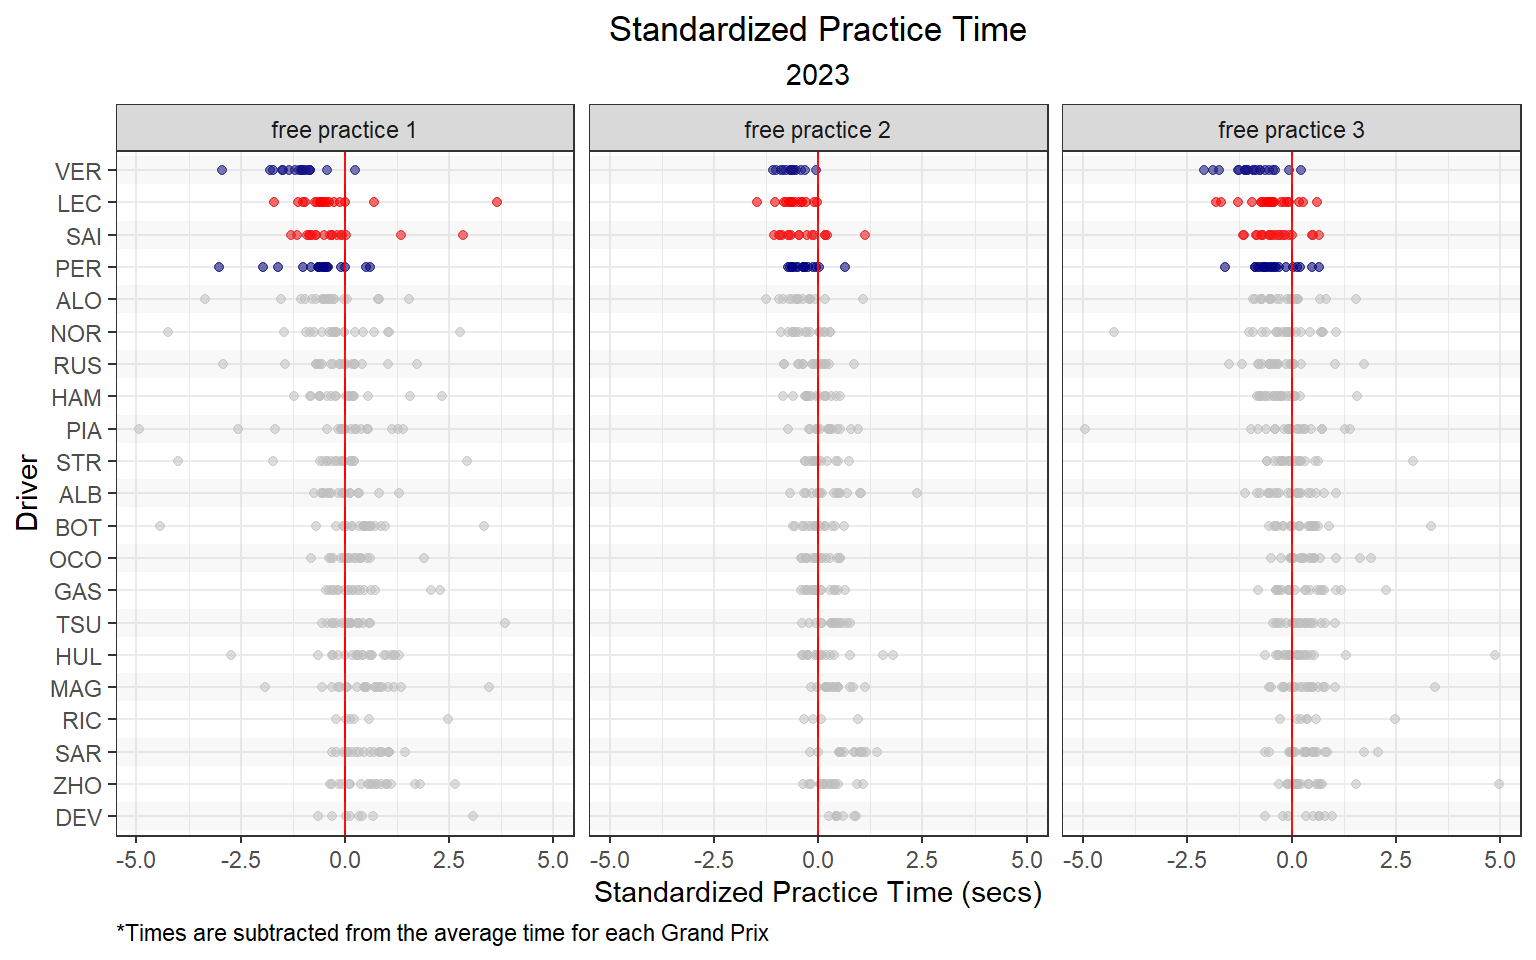 Standardized Practice Time
2023
free practice 1
free practice 2
free practice 3
Driver
VER
LEC
SAI
PER
ALO
NOR
RUS
HAM
PIA
STR
ALB
BOT
OCO
GAS
TSU
HUL
MAG
RIC
SAR
ZHO
DEV
-5.0 -2.5 0.0 2.5 5.0
-5.0 -2.5 0.0 2.5 5.0
-5.0 -2.5 0.0 2.5 5.0
Standardized Practice Time (secs)
*Times are subtracted from the average time for each Grand Prix